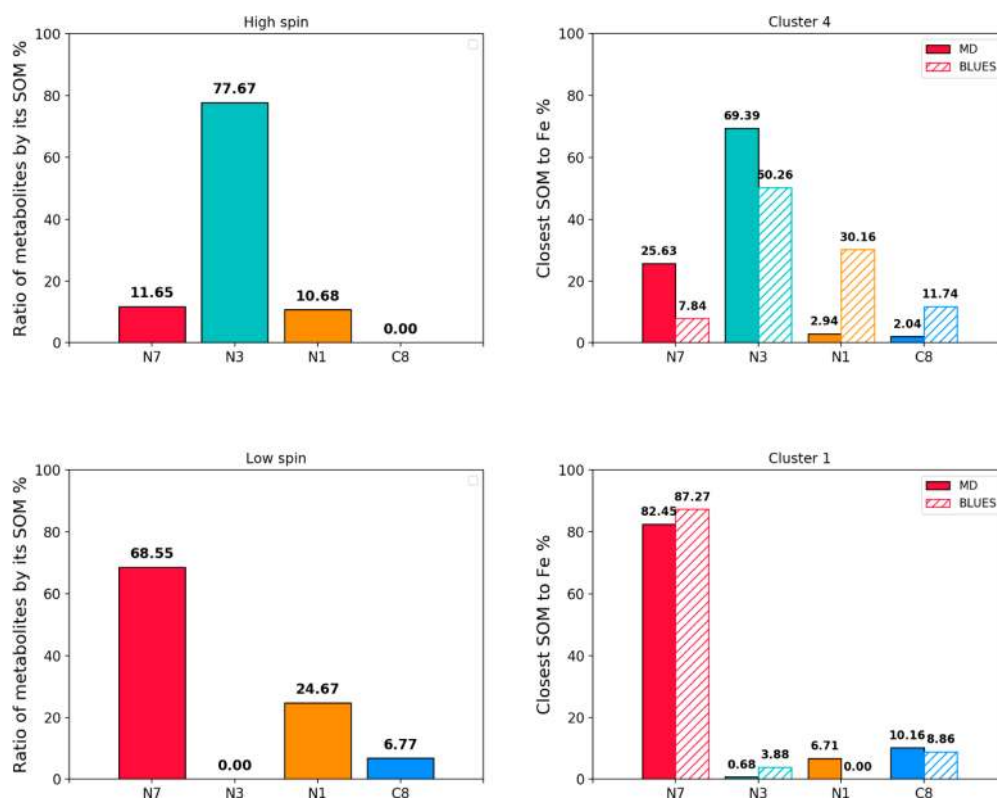 High spin
Ratio of metabolites by its SOM %
100
80
60
40
20
0
11.65
77.67
10.68
0.00
N7
N3
N1
C8
Cluster 4
Closest SOM to Fe %
100
80
60
40
20
0
MD
BLUES
25.63
7.84
69.39
50.26
2.94
30.16
2.04
11.74
N7
N3
N1
C8
Low spin
Ratio of metabolites by its SOM %
100
80
60
40
20
0
68.55
0.00
24.67
6.77
N7
N3
N1
C8
Cluster 1
Closest SOM to Fe %
100
80
60
40
20
0
MD
BLUES
82.45
87.27
0.68
3.88
6.71
0.00
10.16
8.86
N7
N3
N1
C8